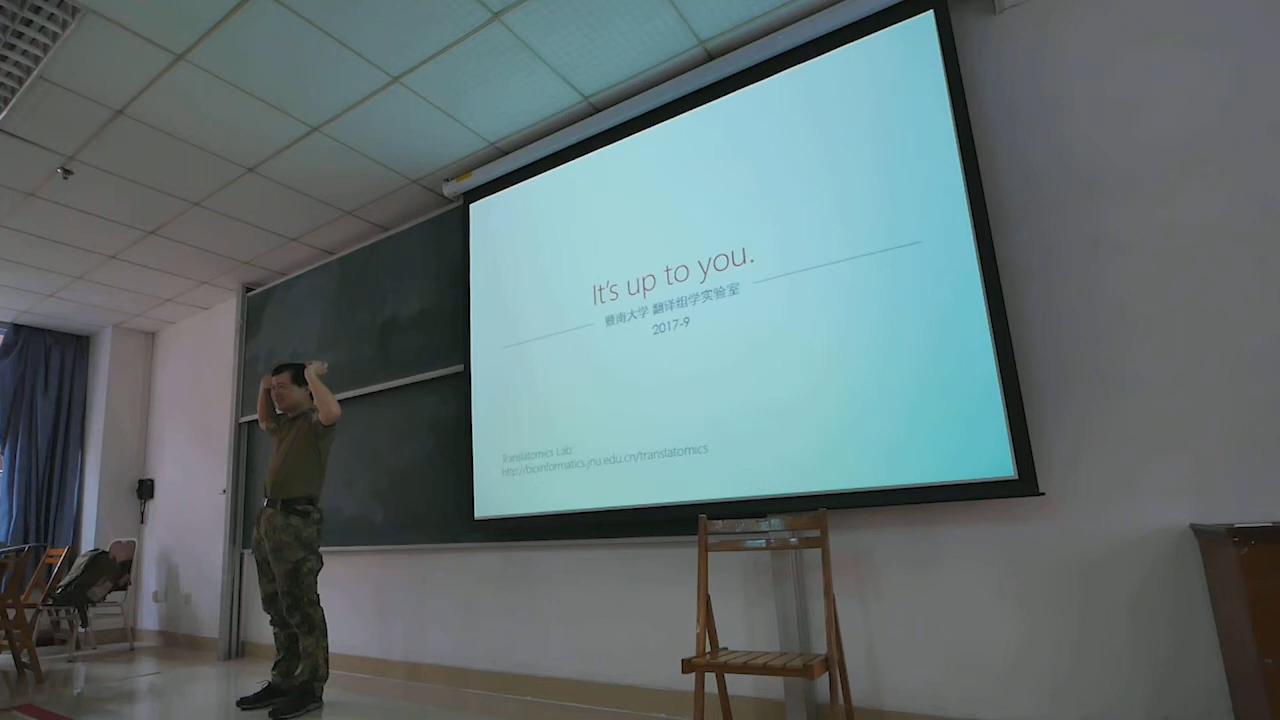 It's up to you.
暨南大学 翻译组学实验室
2017-9
Translatomics Lab:
http://bioinformatics.jnu.edu.cn/translatomics